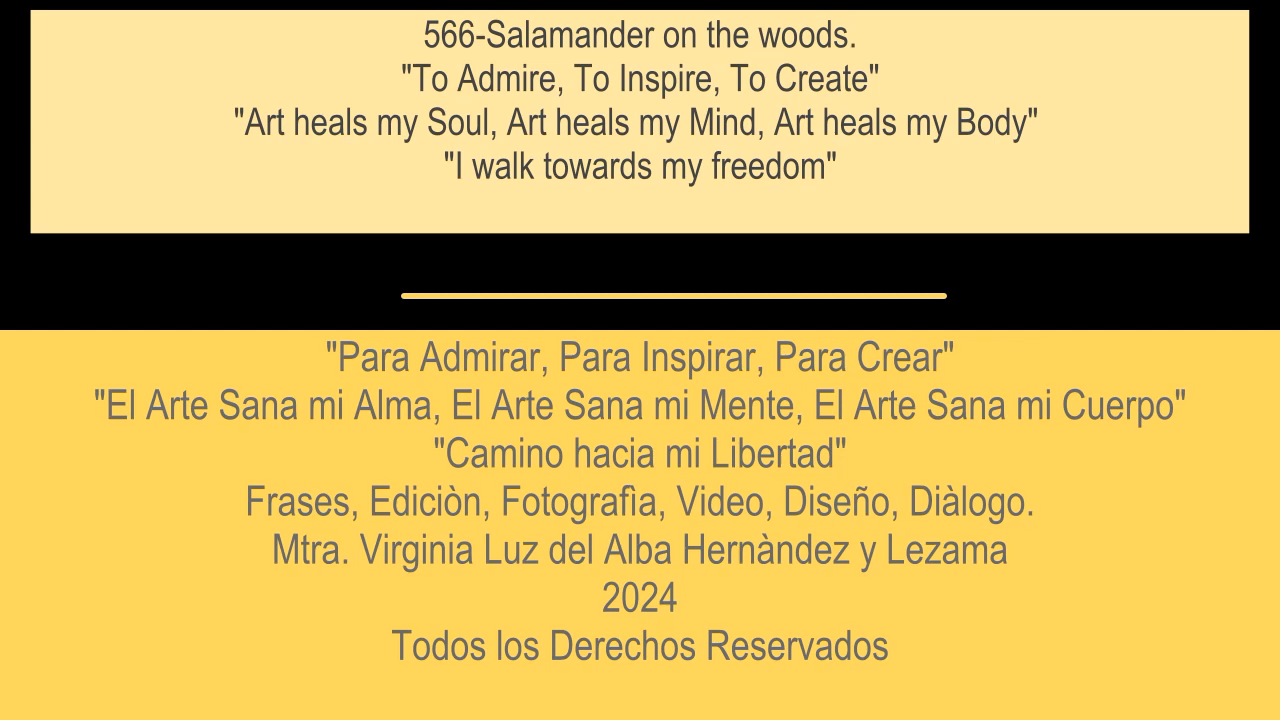 566-Salamander on the woods.
"To Admire, To Inspire, To Create"
"Art heals my Soul, Art heals my Mind, Art heals my Body"
"I walk towards my freedom"
"Para Admirar, Para Inspirar, Para Crear"
"El Arte Sana mi Alma, El Arte Sana mi Mente, El Arte Sana mi Cuerpo"
"Camino hacia mi Libertad"
Frases, Ediciòn, Fotografìa, Video, Diseño, Diàlogo.
Mtra. Virginia Luz del Alba Hernàndez y Lezama
2024
Todos los Derechos Reservados